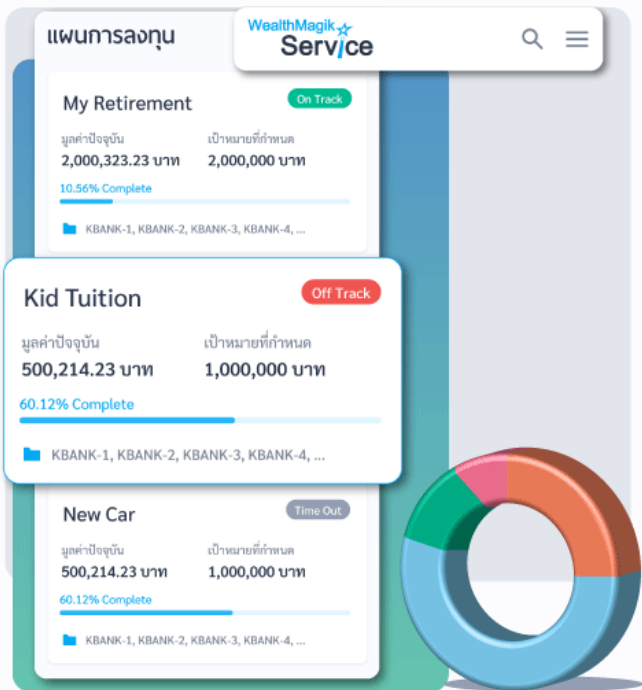 แผนการลงทุน
WealthMagik
Service
My Retirement
On Track
มูลค่าปัจจุบัน เป้าหมายที่กำหนด
2,000,323.23 บาท 2,000,000 บาท
10.56% Complete
KBANK-1, KBANK-2, KBANK-3, KBANK-4, ...
Kid Tuition
Off Track
มูลค่าปัจจุบัน เป้าหมายที่กำหนด
500,214.23 บาท 1,000,000 บาท
60.12% Complete
KBANK-1, KBANK-2, KBANK-3, KBANK-4, ...
New Car
Time Out
มูลค่าปัจจุบัน เป้าหมายที่กำหนด
500,214.23 บาท 1,000,000 บาท
60.12% Complete
KBANK-1, KBANK-2, KBANK-3, KBANK-4, ...